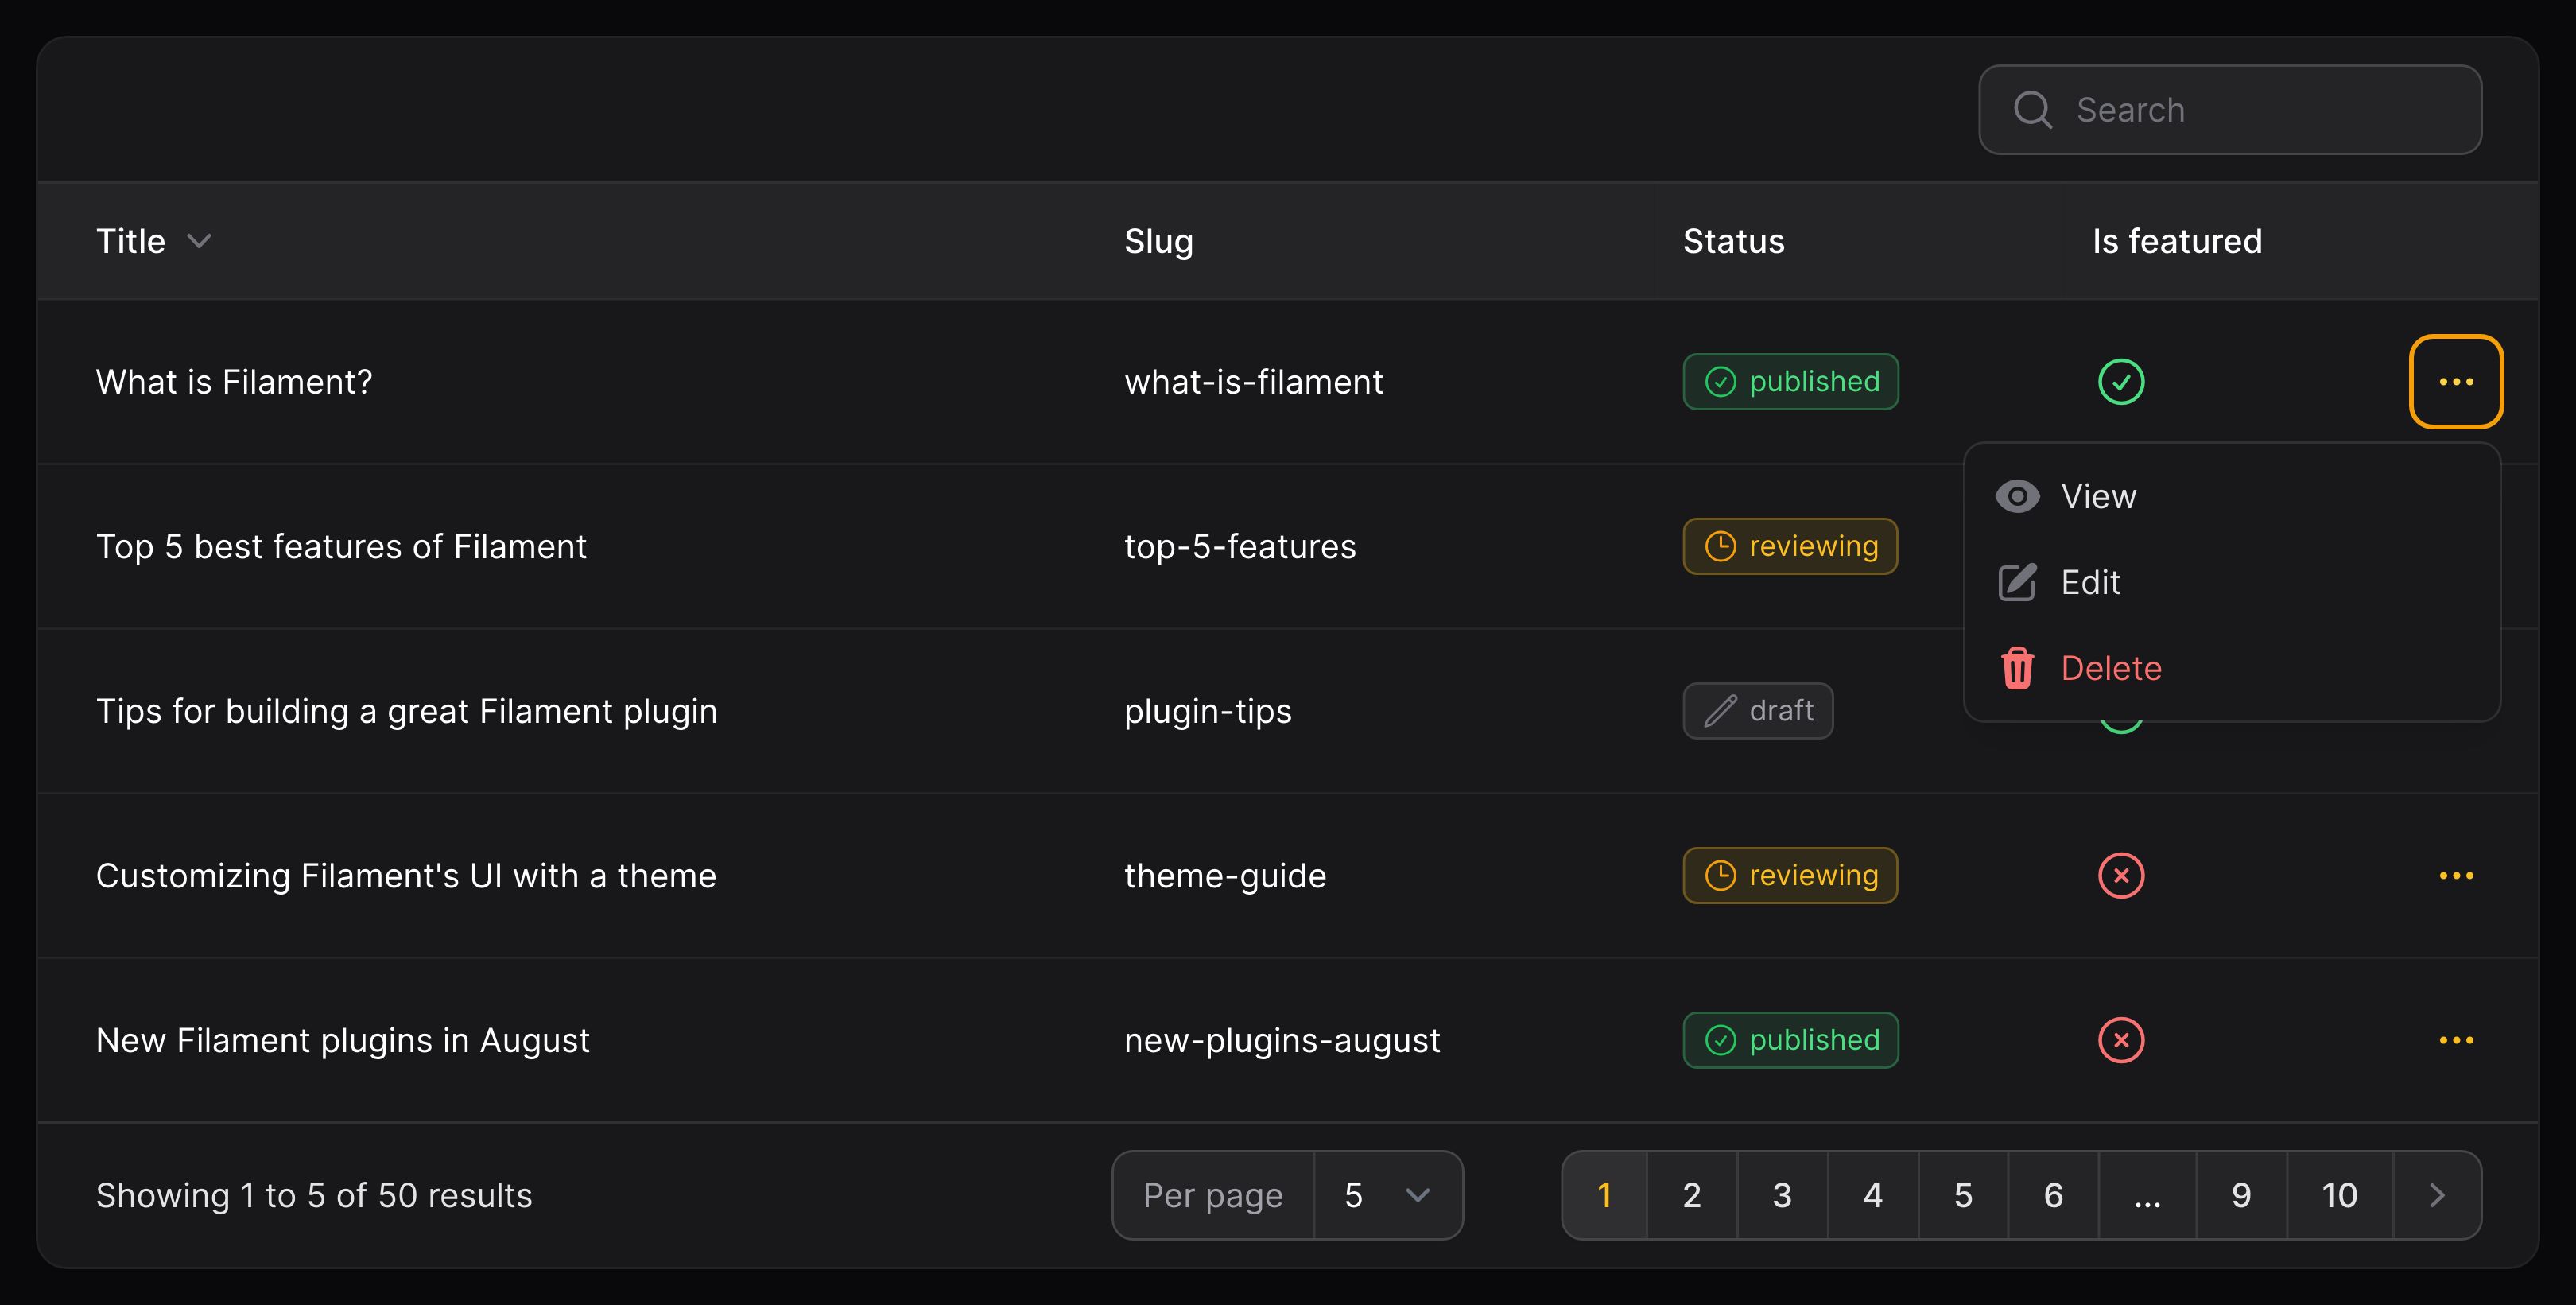 Search
Title Slug Status Is featured
What is Filament? what-is-filament published
View
Top 5 best features of Filament top-5-features reviewing
Edit
Delete
Tips for building a great Filament plugin plugin-tips draft
Customizing Filament's UI with a theme theme-guide reviewing
New Filament plugins in August new-plugins-august published
Showing 1 to 5 of 50 results Per page 5 1 2 3 4 5 6 ... 9 10